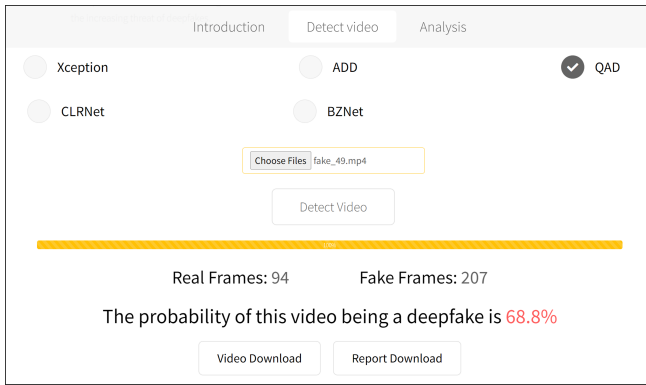 Introduction Detect video Analysis
Xception ADD QAD
CLRNet BZNet
Choose Files fake_49.mp4
Detect Video
100%
Real Frames: 94 Fake Frames: 207
The probability of this video being a deepfake is 68.8%
Video Download Report Download